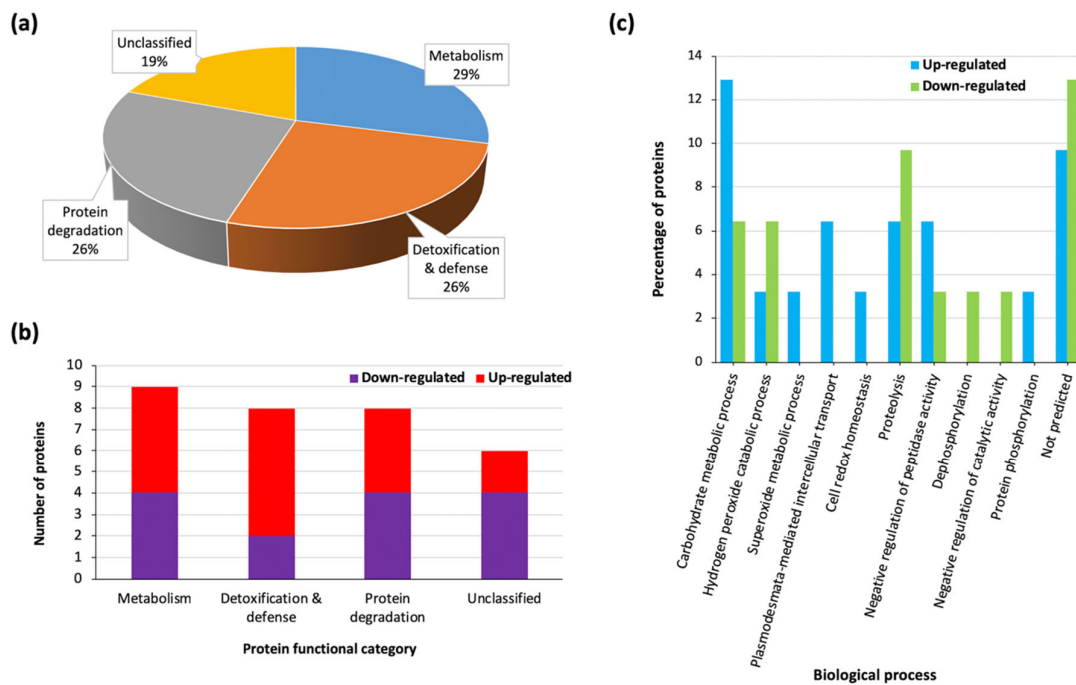 (a)
Unclassified
19%
Metabolism
29%
Protein
degradation
26%
Detoxification
& defense
26%
(b)
Down-regulated
Up-regulated
Number of proteins
10
9
8
7
6
5
4
3
2
1
0
Metabolism
Detoxification &
defense
Protein
degradation
Unclassified
Protein functional category
(c)
Up-regulated
Down-regulated
Percentage of proteins
14
12
10
8
6
4
2
0
Carbohydrate metabolic process
Hydrogen peroxide catabolic process
Superoxide metabolic process
Plasmodesmata-mediated intercellular transport
Cell redox homeostasis
Proteolysis
Negative regulation of peptidase activity
Dephosphorylation
Negative regulation of catalytic activity
Protein phosphorylation
Not predicted
Biological process